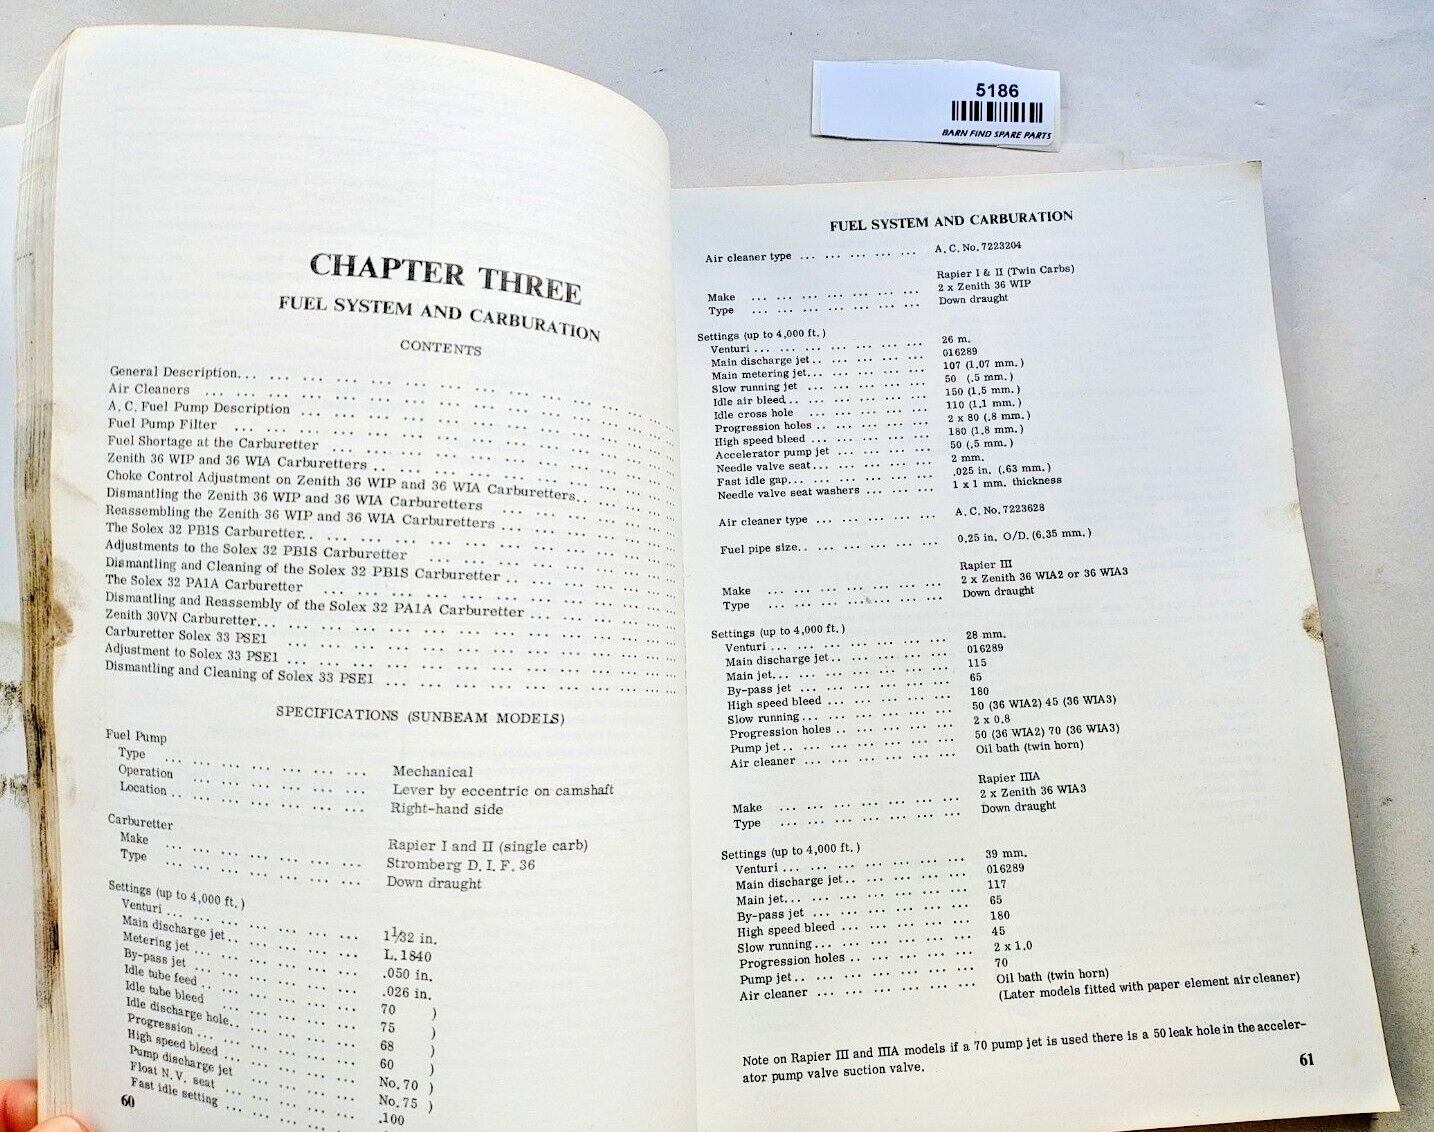 5186
BARN FIND SPARE PARTS
CHAPTER THREE
FUEL SYSTEM AND CARBURATION
CONTENTS
General Description... ... ... ... ... ... ... ... ... ...
Air Cleaners ... ... ... ... ... ... ... ... ... ...
A.C. Fuel Pump Description ... ... ... ... ... ... ... ...
Fuel Pump Filter ... ... ... ... ... ... ... ... ...
Fuel Shortage at the Carburetter ... ... ... ... ... ... ...
Zenith 36 WIP and 36 WIA Carburetters .. ... ... ... ... ...
Choke Control Adjustment on Zenith 36 WIP and 36 WIA Carburetters.. ... ...
Dismantling the Zenith 36 WIP and 36 WIA Carburetters ... ... ... ...
Reassembling the Zenith 36 WIP and 36 WIA Carburetters ... ... ... ...
The Solex 32 PB1S Carburetter.. ... ... ... ... ... ... ...
Adjustments to the Solex 32 PB1S Carburetter ... ... ... ... ...
Dismantling and Cleaning of the Solex 32 PB1S Carburetter .. ... ... ...
The Solex 32 PA1A Carburetter ... ... ... ... ... ... ...
Dismantling and Reassembly of the Solex 32 PA1A Carburetter ... ... ... ...
Zenith 30VN Carburetter... ... ... ... ... ... ... ... ...
Carburetter Solex 33 PSE1 ... ... ... ... ... ... ... ...
Adjustment to Solex 33 PSE1 ... ... ... ... ... ... ... ...
Dismantling and Cleaning of Solex 33 PSE1 ... ... ... ... ... ...
SPECIFICATIONS (SUNBEAM MODELS)
Fuel Pump
Type ... ... ... ... ... ... ... Mechanical
Operation ... ... ... ... ... ... Lever by eccentric on camshaft
Location .. ... ... ... ... ... ... Right-hand side
Carburetter
Rapier I and II (single carb)
Make ... ... ... ... ... ... ... Stromberg D.I.F. 36
Type ... ... ... ... ... ... ... Down draught
Settings (up to 4,000 ft.)
Venturi ... ... ... ... ... ... ... 1 1/32 in.
Main discharge jet.. ... ... ... ... ... L. 1840
Metering jet ... ... ... ... ... ... .050 in.
By-pass jet ... ... ... ... ... ... .026 in.
Idle tube feed .. ... ... ... ... ... 70 )
Idle tube bleed ... ... ... ... ... 75 )
Idle discharge hole.. ... ... ... ... ... 68 )
Progression ... ... ... ... ... ... 60 )
High speed bleed ... ... ... ... ... No. 70 )
Pump discharge jet ... ... ... ... ... No. 75 )
Float N.V. seat ... ... ... ... ... .100
Fast idle setting ... ... ... ... ...
60
FUEL SYSTEM AND CARBURATION
Air cleaner type ... ... ... ... ... A.C. No. 7223204
Rapier I & II (Twin Carbs)
Make ... ... ... ... ... ... ... 2 x Zenith 36 WIP
Type ... ... ... ... ... ... ... Down draught
Settings (up to 4,000 ft.)
Venturi ... ... ... ... ... ... ... 26 m.
Main discharge jet.. ... ... ... ... ... 016289
Main metering jet... ... ... ... ... ... 107 (1.07 mm.)
Slow running jet ... ... ... ... ... 50 (.5 mm.)
Idle air bleed.. ... ... ... ... ... ... 150 (1.5 mm.)
Idle cross hole ... ... ... ... ... 110 (1.1 mm.)
Progression holes .. ... ... ... ... ... 2 x 80 (.8 mm.)
High speed bleed ... ... ... ... ... 180 (1.8 mm.)
Accelerator pump jet ... ... ... ... ... 50 (.5 mm.)
Needle valve seat... ... ... ... ... ... 2 mm.
Fast idle gap... ... ... ... ... ... .025 in. (.63 mm.)
Needle valve seat washers ... ... ... 1 x 1 mm. thickness
Air cleaner type ... ... ... ... ... A.C. No. 7223628
Fuel pipe size.. ... ... ... ... ... 0.25 in. O/D. (6.35 mm.)
Rapier III
Make ... ... ... ... ... ... ... 2 x Zenith 36 WIA2 or 36 WIA3
Type ... ... ... ... ... ... ... Down draught
Settings (up to 4,000 ft.)
Venturi ... ... ... ... ... ... ... 28 mm.
Main discharge jet.. ... ... ... ... ... 016289
Main jet... ... ... ... ... ... ... 115
By-pass jet ... ... ... ... ... ... 65
High speed bleed ... ... ... ... ... 180
Slow running... ... ... ... ... ... 50 (36 WIA2) 45 (36 WIA3)
Progression holes .. ... ... ... ... ... 2 x 0.8
Pump jet.. ... ... ... ... ... ... 50 (36 WIA2) 70 (36 WIA3)
Air cleaner ... ... ... ... ... ... Oil bath (twin horn)
Rapier IIIA
Make ... ... ... ... ... ... ... 2 x Zenith 36 WIA3
Type ... ... ... ... ... ... ... Down draught
Settings (up to 4,000 ft.)
Venturi ... ... ... ... ... ... ... 39 mm.
Main discharge jet.. ... ... ... ... ... 016289
Main jet... ... ... ... ... ... ... 117
By-pass jet ... ... ... ... ... ... 65
High speed bleed ... ... ... ... ... 180
Slow running... ... ... ... ... ... 45
Progression holes .. ... ... ... ... ... 2 x 1.0
Pump jet.. ... ... ... ... ... ... 70
Air cleaner ... ... ... ... ... ... Oil bath (twin horn)
(Later models fitted with paper element air cleaner)
Note on Rapier III and IIIA models if a 70 pump jet is used there is a 50 leak hole in the acceler-
ator pump valve suction valve.
61